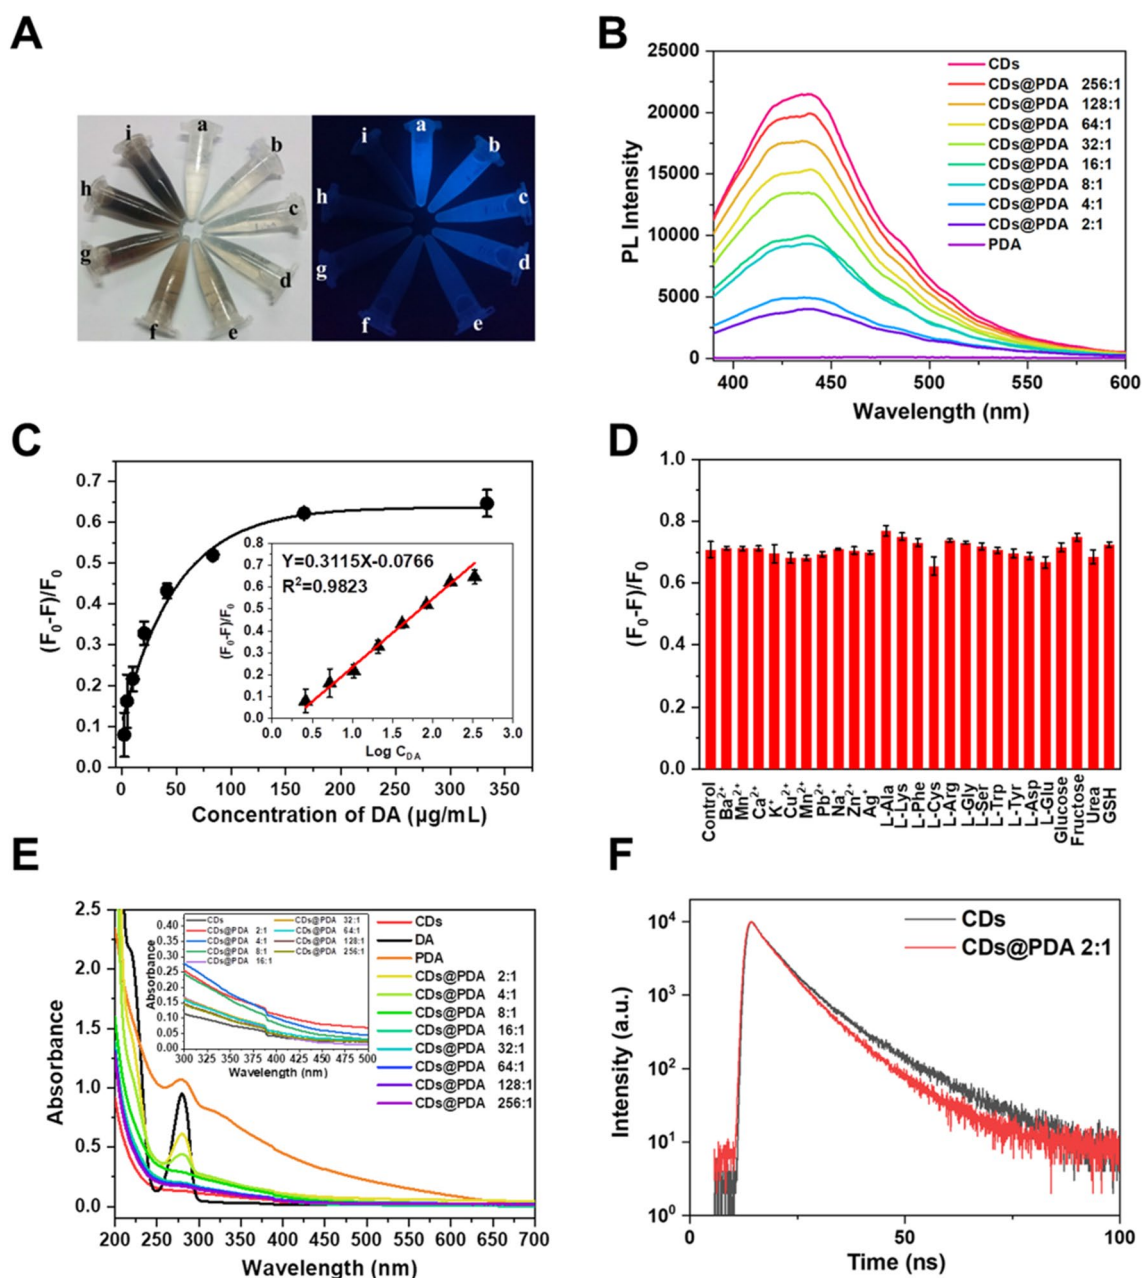 A
a
b
c
d
e
f
g
h
i
a
b
c
d
e
f
g
h
i
B
25000
20000
15000
10000
5000
0
PL Intensity
400 450 500 550 600
Wavelength (nm)
CDs
CDs@PDA 256:1
CDs@PDA 128:1
CDs@PDA 64:1
CDs@PDA 32:1
CDs@PDA 16:1
CDs@PDA 8:1
CDs@PDA 4:1
CDs@PDA 2:1
PDA
C
0.7
0.6
0.5
0.4
0.3
0.2
0.1
0.0
(F₀-F)/F₀
0 50 100 150 200 250 300 350
Concentration of DA (µg/mL)
Y=0.3115X-0.0766
R²=0.9823
0.8
0.7
0.6
0.5
0.4
0.3
0.2
0.1
0.0
(F₀-F)/F₀
0.0 0.5 1.0 1.5 2.0 2.5 3.0
Log C_DA
D
1.0
0.8
0.6
0.4
0.2
0.0
(F₀-F)/F₀
Control
Ba²⁺
Mn²⁺
Ca²⁺
K⁺
Cu²⁺
Mn²⁺
Pb²⁺
Na⁺
Zn²⁺
Ag⁺
L-Ala
L-Lys
L-Phe
L-Cys
L-Arg
L-Gly
L-Ser
L-Trp
L-Tyr
L-Asp
L-Glu
Glucose
Fructose
Urea
GSH
E
2.5
2.0
1.5
1.0
0.5
0.0
Absorbance
200 250 300 350 400 450 500 550 600 650 700
Wavelength (nm)
CDs
DA
PDA
CDs@PDA 2:1
CDs@PDA 4:1
CDs@PDA 8:1
CDs@PDA 16:1
CDs@PDA 32:1
CDs@PDA 64:1
CDs@PDA 128:1
CDs@PDA 256:1
0.40
0.35
0.30
0.25
0.20
0.15
0.10
0.05
0.00
Absorbance
300 325 350 375 400 425 450 475 500
Wavelength (nm)
CDs
CDs@PDA 2:1
CDs@PDA 4:1
CDs@PDA 8:1
CDs@PDA 16:1
CDs@PDA 32:1
CDs@PDA 64:1
CDs@PDA 128:1
CDs@PDA 256:1
F
10⁴
10³
10²
10¹
10⁰
Intensity (a.u.)
0 50 100
Time (ns)
CDs
CDs@PDA 2:1